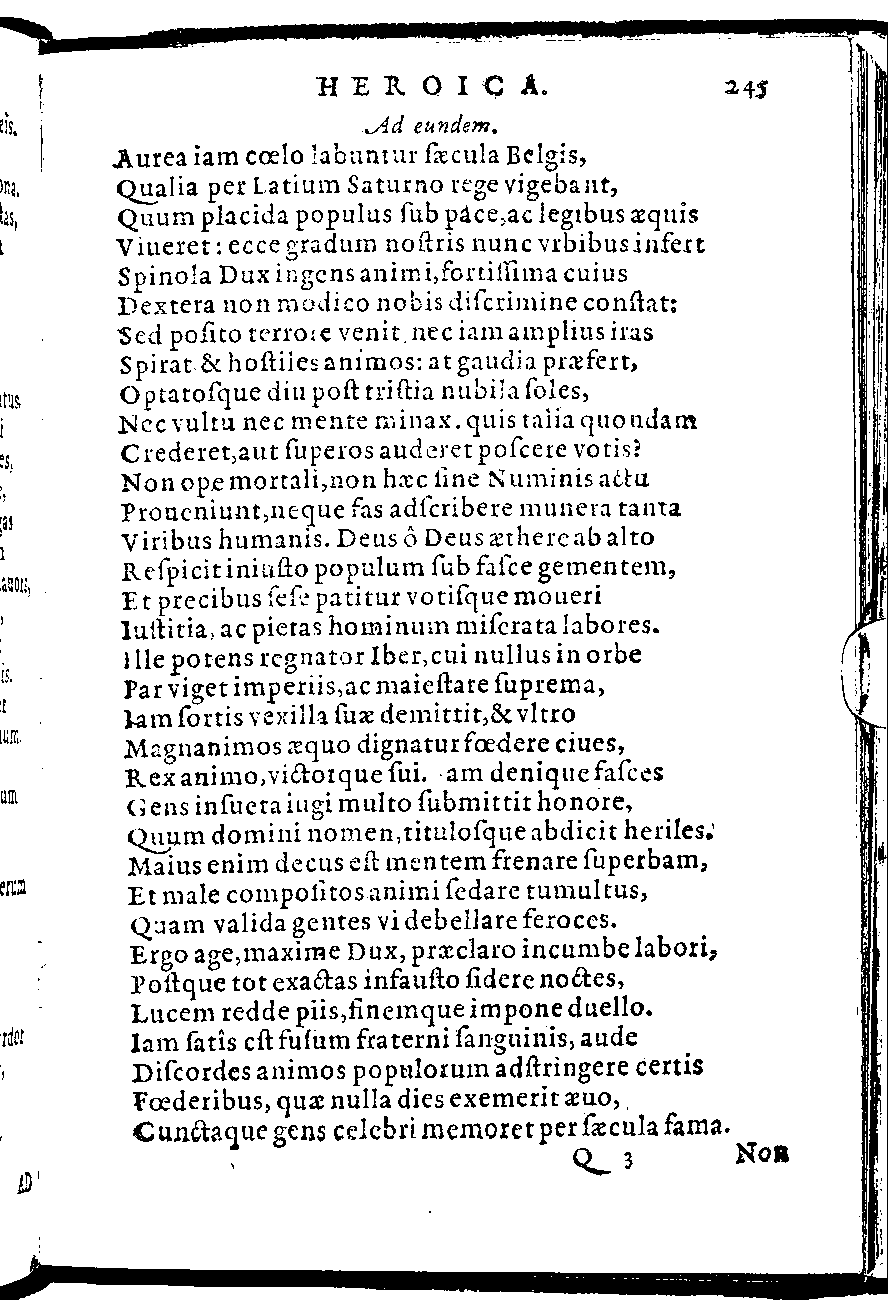 HEROICA. 245
Ad eundem.
Aurea iam cœlo labuntur ſæcula Belgis,
Qualia per Latium Saturno rege vigebant,
Quum placida populus ſub pace, ac legibus æquis
Viueret: ecce gradum noſtris nunc vrbibus infert
Spinola Dux ingens animi, fortiſſima cuius
Dextera non modico nobis diſcrimine conſtat:
Sed poſito terrore venit, nec iam amplius iras
Spirat & hoſtiles animos: at gaudia præfert,
Optatoſque diu poſt triſtia nubila ſoles,
Nec vultu nec mente minax. quis talia quondam
Crederet, aut ſuperos auderet poſcere votis?
Non ope mortali, non hæc ſine Numinis actu
Proueniunt, neque fas adſcribere munera tanta
Viribus humanis. Deus ô Deus æthere ab alto
Reſpicit iniuſto populum ſub faſce gementem,
Et precibus ſeſe patitur votiſque moueri
Iuſtitia, ac pietas hominum miſerata labores.
Ille potens regnator Iber, cui nullus in orbe
Par viget imperiis, ac maieſtate ſuprema,
Iam fortis vexilla ſuæ demittit, & vltro
Magnanimos æquo dignatur fœdere ciues,
Rex animo, victorque ſui. am denique faſces
Gens inſueta iugi multo ſubmittit honore,
Quum domini nomen, tituloſque abdicit heriles.
Maius enim decus eſt mentem frenare ſuperbam,
Et male compoſitos animi ſedare tumultus,
Quam valida gentes vi debellare feroces.
Ergo age, maxime Dux, præclaro incumbe labori,
Poſtque tot exactas infauſto ſidere noctes,
Lucem redde piis, finemque impone duello.
Iam ſatîs eſt fuſum fraterni ſanguinis, aude
Diſcordes animos populorum adſtringere certis
Fœderibus, quæ nulla dies exemerit æuo,
Cunctaque gens celebri memoret per ſæcula fama.
Q 3 NOR